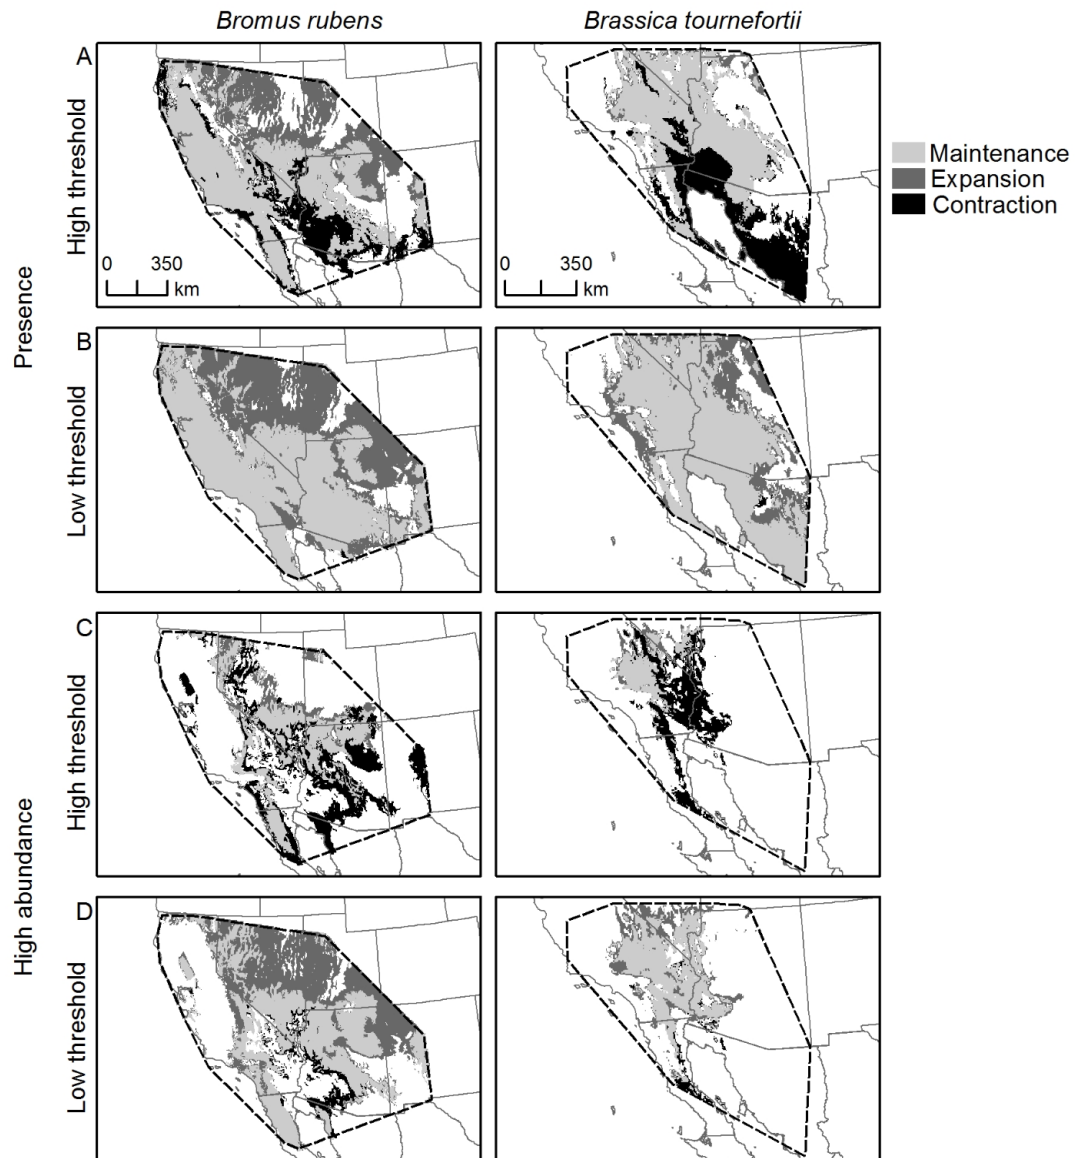 Bromus rubens
Brassica tournefortii
A
High threshold
0 350
km
0 350
km
Maintenance
Expansion
Contraction
Presence
B
Low threshold
C
High threshold
High abundance
D
Low threshold